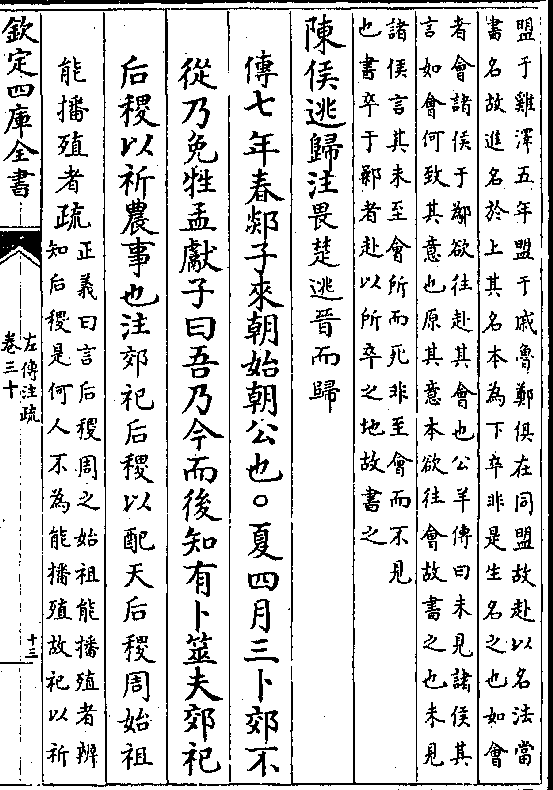 盟于雞澤五年盟于戚魯鄭俱在同盟故赴以名法當
書名故進名於上其名本為下卒非是生名之也如會
者會諸侯于鄬欲往赴其會也公羊傳曰未見諸侯其
言如會何致其意也原其意本欲往會故書之也未見
諸侯言其未至會所而死非至會而不見
也書卒于鄵者赴以所卒之地故書之
陳侯逃歸注畏楚逃晉而歸
傳七年春郯子來朝始朝公也○夏四月三卜郊不
從乃免牲孟獻子曰吾乃今而後知有卜筮夫郊祀
后稷以祈農事也注郊祀后稷以配天后稷周始祖
能播殖者疏
正義曰言后稷周之始祖能播殖者辨
知后稷是何人不為能播殖故祀以祈
欽定四庫全書
左傳注疏
卷三十
十三